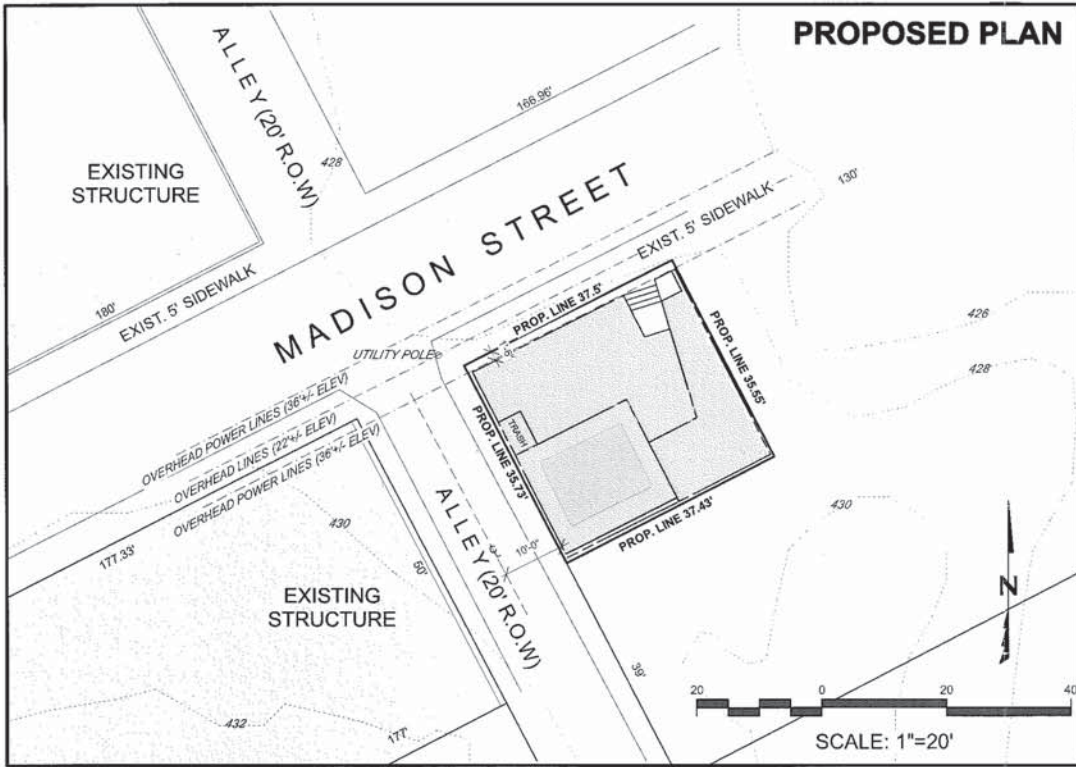 PROPOSED PLAN
ALLEY (20' R.O.W)
166.96'
428
EXISTING
STRUCTURE
MADISON STREET
130'
EXIST. 5' SIDEWALK
180'
EXIST. 5' SIDEWALK
PROP. LINE 37.5'
426
UTILITY POLE
428
PROP. LINE 35.55'
OVERHEAD POWER LINES (36'+/- ELEV)
OVERHEAD LINES (22'+/- ELEV)
OVERHEAD POWER LINES (36'+/- ELEV)
TRASH
PROP. LINE 35.73'
430
430
PROP. LINE 37.43'
10'-0"
ALLEY (20' R.O.W)
177.33'
50'
EXISTING
STRUCTURE
N
39'
432
177'
20 0 20 40
SCALE: 1"=20'